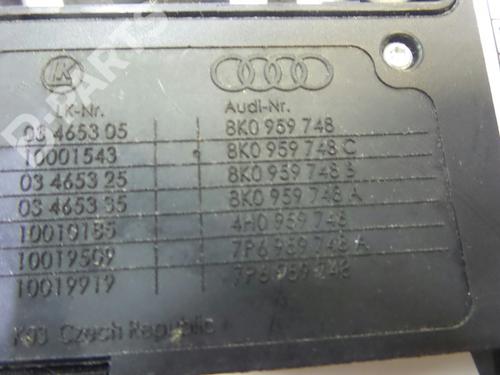 K-Nr. Audi-Nr.
03 4653 05 8K0 959 748
10001543 8K0 959 748 C
03 4653 25 8K0 959 748 B
03 4653 35 8K0 959 748 A
10010185 4H0 959 748
10019509 7P6 959 748 A
10019919 7P6 959 748
Czech Republic
D-PARTS